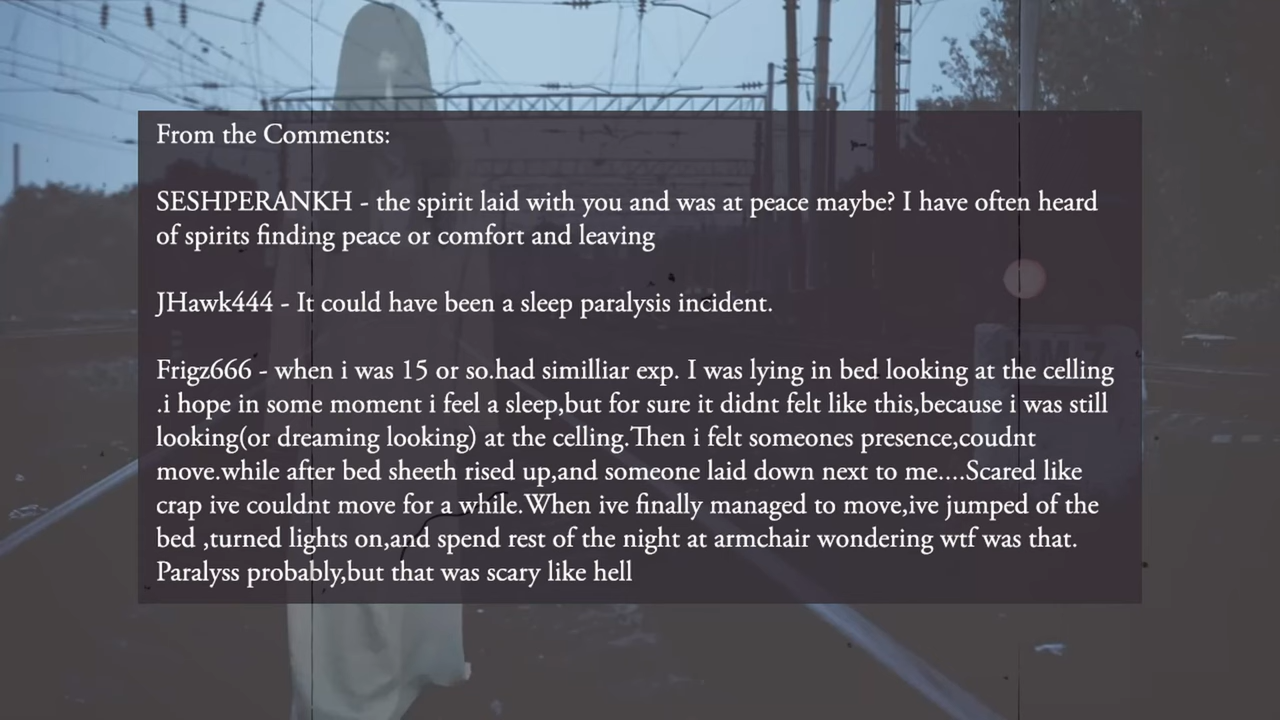 From the Comments:
SESHPERANKH - the spirit laid with you and was at peace maybe? I have often heard
of spirits finding peace or comfort and leaving
JHawk444 - It could have been a sleep paralysis incident.
Frigz666 - when i was 15 or so.had similliar exp. I was lying in bed looking at the celling
.i hope in some moment i feel a sleep,but for sure it didnt felt like this,because i was still
looking(or dreaming looking) at the celling.Then i felt someones presence,coudnt
move.while after bed sheeth rised up,and someone laid down next to me....Scared like
crap ive couldnt move for a while.When ive finally managed to move,ive jumped of the
bed ,turned lights on,and spend rest of the night at armchair wondering wtf was that.
Paralyss probably,but that was scary like hell